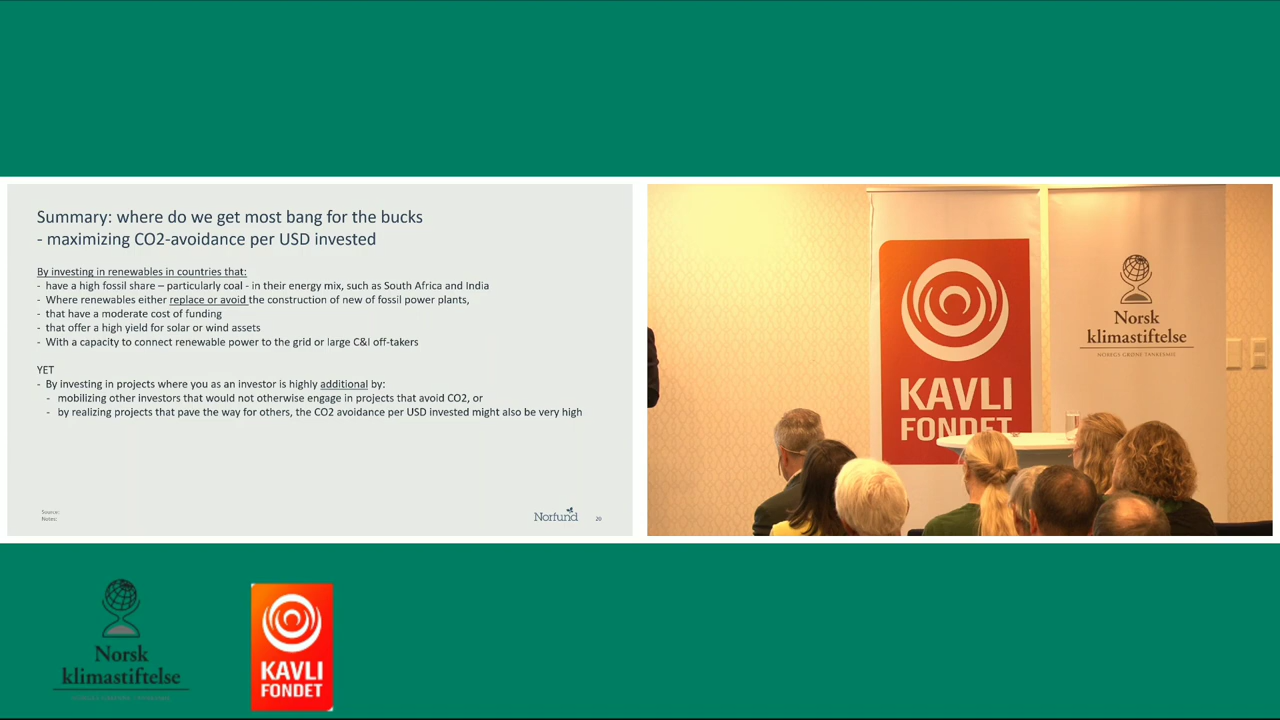 Summary: where do we get most bang for the bucks
- maximizing CO2-avoidance per USD invested
By investing in renewables in countries that:
- have a high fossil share – particularly coal - in their energy mix, such as South Africa and India
- Where renewables either replace or avoid the construction of new of fossil power plants,
- that have a moderate cost of funding
- that offer a high yield for solar or wind assets
- With a capacity to connect renewable power to the grid or large C&I off-takers
YET
- By investing in projects where you as an investor is highly additional by:
- mobilizing other investors that would not otherwise engage in projects that avoid CO2, or
- by realizing projects that pave the way for others, the CO2 avoidance per USD invested might also be very high
Source:
Notes:
Norfund
20
KAVLI
FONDET
Norsk
klimastiftelse
NORGES GRØNNE TANKESMIE
Norsk
klimastiftelse
KAVLI
FONDET